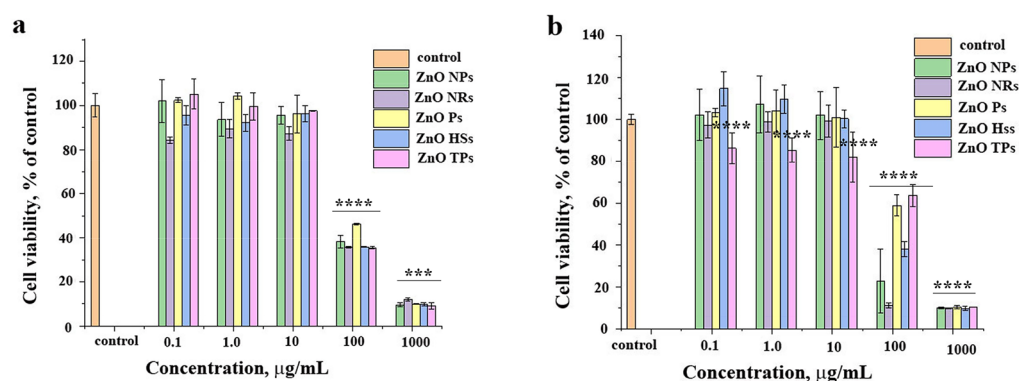 a
Cell viability, % of control
120
100
80
60
40
20
0
control
ZnO NPs
ZnO NRs
ZnO Ps
ZnO HSs
ZnO TPs
****
***
control
0.1
1.0
10
100
1000
Concentration, μg/mL
b
Cell viability, % of control
140
120
100
80
60
40
20
0
control
ZnO NPs
ZnO NRs
ZnO Ps
ZnO Hss
ZnO TPs
****
****
****
****
****
control
0.1
1.0
10
100
1000
Concentration, μg/mL